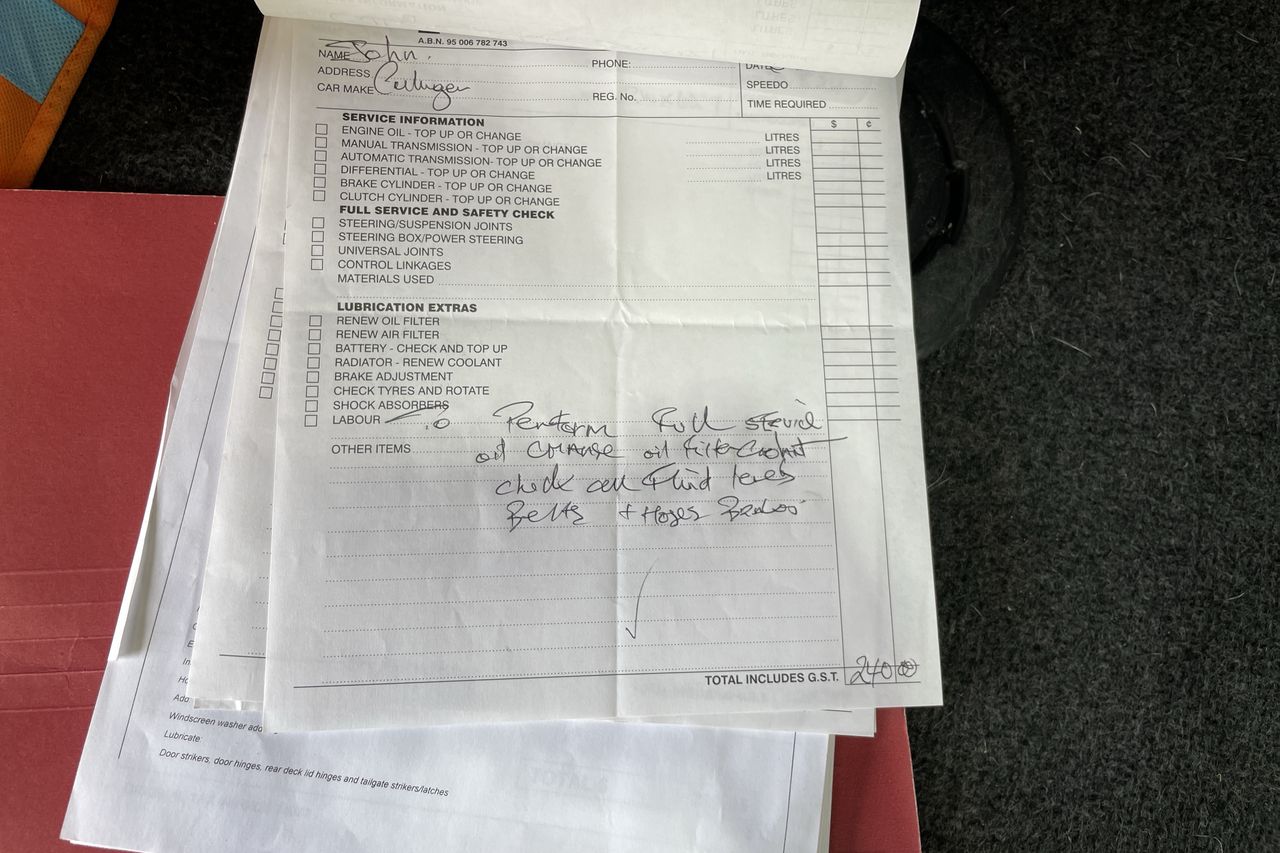 A.B.N. 95 006 782 743
NAME John.
PHONE:
DATE
ADDRESS
SPEEDO
CAR MAKE
REG. No.
TIME REQUIRED
$ ¢
SERVICE INFORMATION
ENGINE OIL - TOP UP OR CHANGE LITRES
MANUAL TRANSMISSION - TOP UP OR CHANGE LITRES
AUTOMATIC TRANSMISSION- TOP UP OR CHANGE LITRES
DIFFERENTIAL - TOP UP OR CHANGE LITRES
BRAKE CYLINDER - TOP UP OR CHANGE
CLUTCH CYLINDER - TOP UP OR CHANGE
FULL SERVICE AND SAFETY CHECK
STEERING/SUSPENSION JOINTS
STEERING BOX/POWER STEERING
UNIVERSAL JOINTS
CONTROL LINKAGES
MATERIALS USED
LUBRICATION EXTRAS
RENEW OIL FILTER
RENEW AIR FILTER
BATTERY - CHECK AND TOP UP
RADIATOR - RENEW COOLANT
BRAKE ADJUSTMENT
CHECK TYRES AND ROTATE
SHOCK ABSORBERS
LABOUR
Perform Full
OTHER ITEMS
oil CHANGE oil filter Coolant
check all Fluid levels
Belts + Hoses
TOTAL INCLUDES G.S.T. 240 00
Windscreen washer add
Lubricate:
Door strikers, door hinges, rear deck lid hinges and tailgate strikers/latches